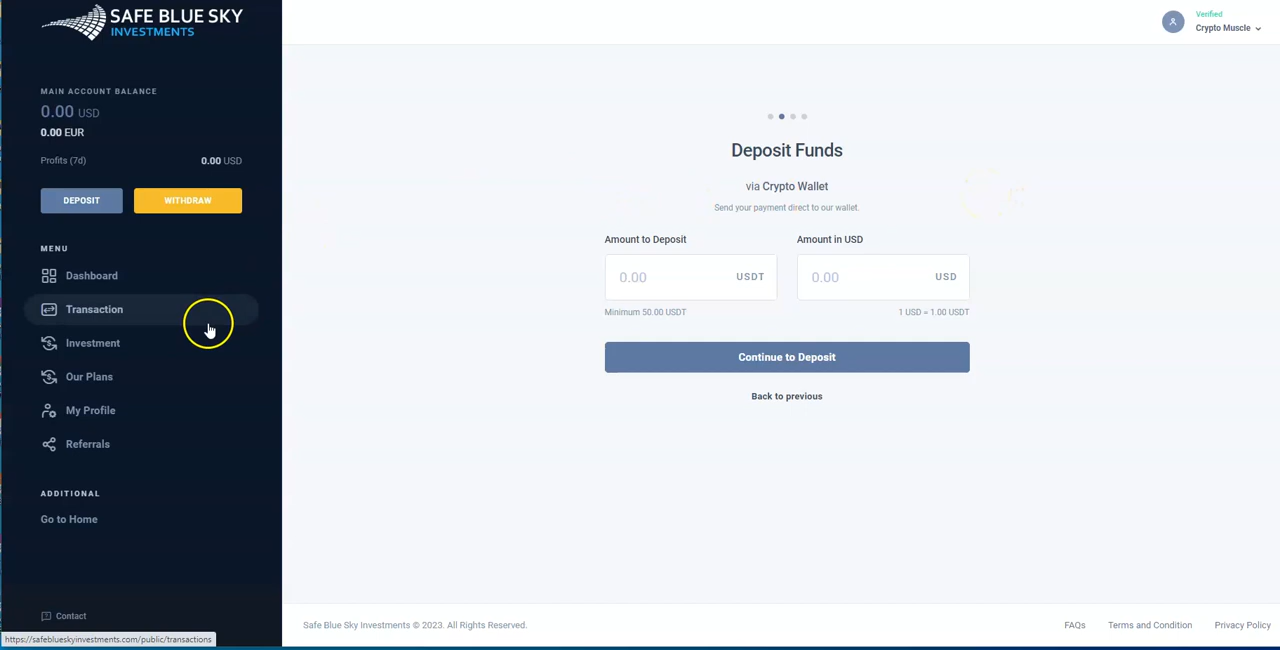 SAFE BLUE SKY
INVESTMENTS
Verified
Crypto Muscle
MAIN ACCOUNT BALANCE
0.00 USD
0.00 EUR
Profits (7d) 0.00 USD
DEPOSIT WITHDRAW
MENU
Dashboard
Transaction
Investment
Our Plans
My Profile
Referrals
ADDITIONAL
Go to Home
Contact
https://safeblueskyinvestments.com/public/transactions
Deposit Funds
via Crypto Wallet
Send your payment direct to our wallet.
Amount to Deposit Amount in USD
0.00 USDT 0.00 USD
Minimum 50.00 USDT 1 USD = 1.00 USDT
Continue to Deposit
Back to previous
Safe Blue Sky Investments © 2023. All Rights Reserved. FAQs Terms and Condition Privacy Policy